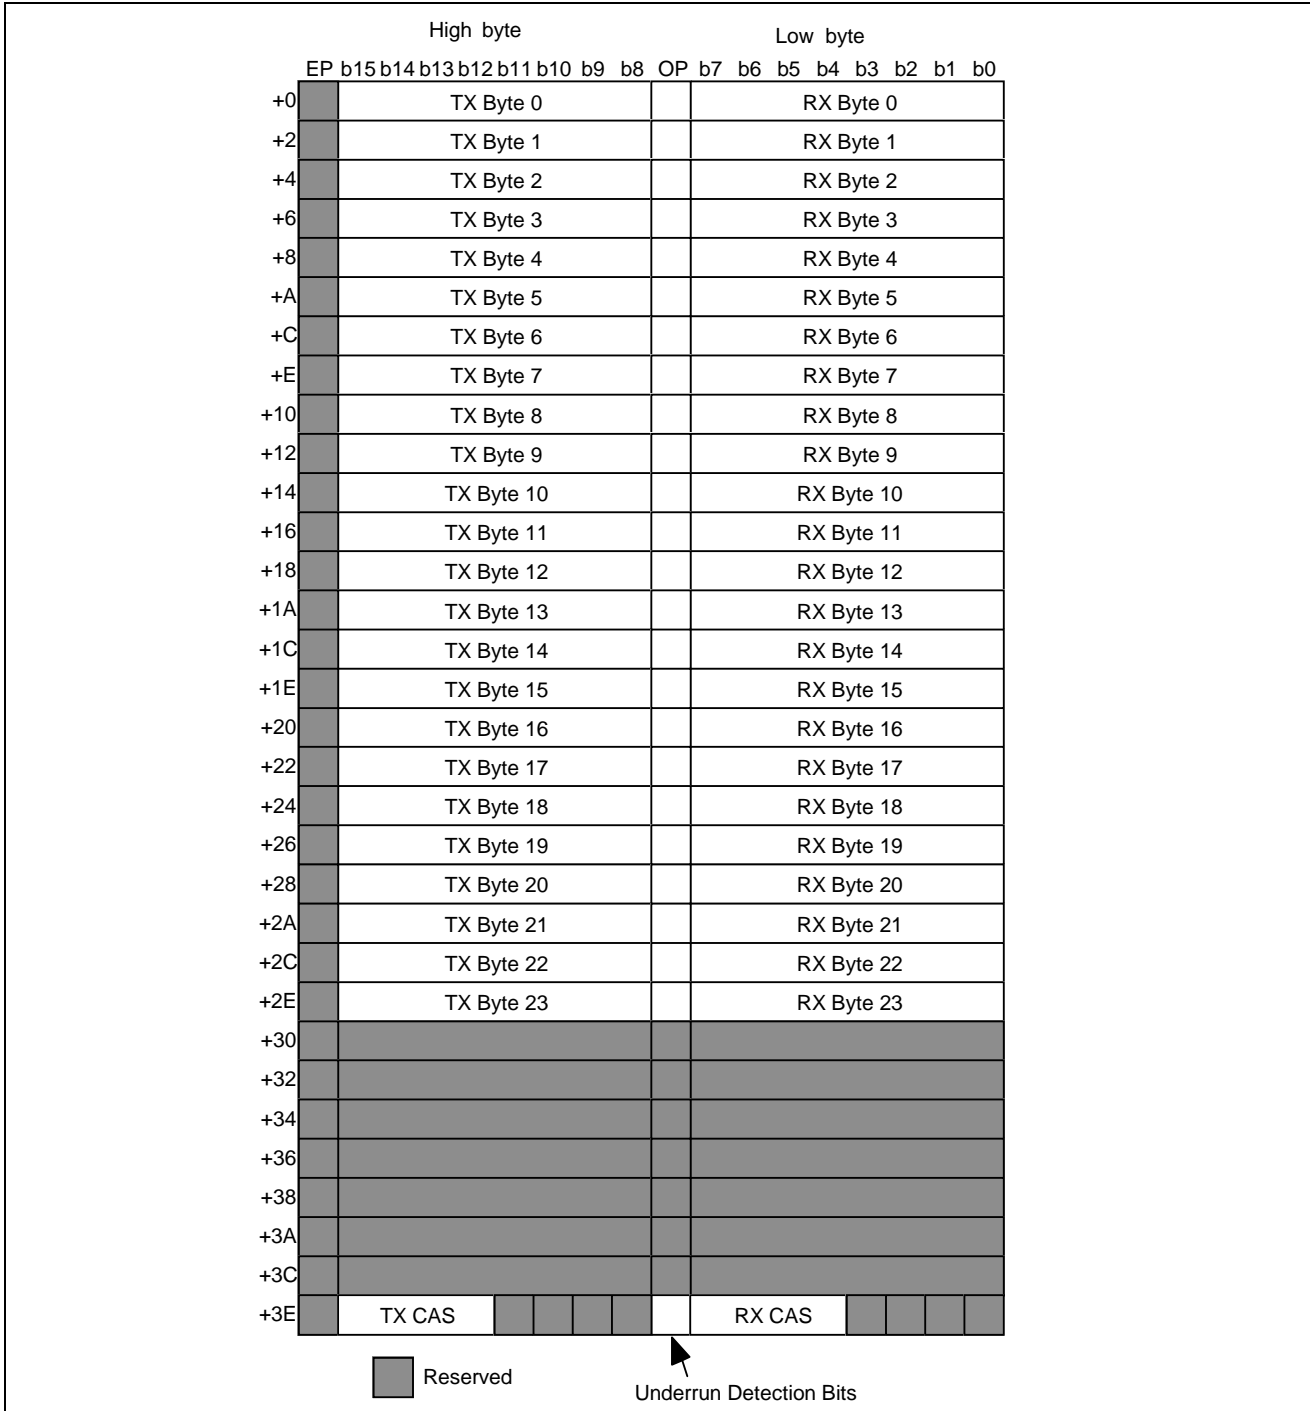 High byte Low byte
EP b15 b14 b13 b12 b11 b10 b9 b8 OP b7 b6 b5 b4 b3 b2 b1 b0
+0 TX Byte 0 RX Byte 0
+2 TX Byte 1 RX Byte 1
+4 TX Byte 2 RX Byte 2
+6 TX Byte 3 RX Byte 3
+8 TX Byte 4 RX Byte 4
+A TX Byte 5 RX Byte 5
+C TX Byte 6 RX Byte 6
+E TX Byte 7 RX Byte 7
+10 TX Byte 8 RX Byte 8
+12 TX Byte 9 RX Byte 9
+14 TX Byte 10 RX Byte 10
+16 TX Byte 11 RX Byte 11
+18 TX Byte 12 RX Byte 12
+1A TX Byte 13 RX Byte 13
+1C TX Byte 14 RX Byte 14
+1E TX Byte 15 RX Byte 15
+20 TX Byte 16 RX Byte 16
+22 TX Byte 17 RX Byte 17
+24 TX Byte 18 RX Byte 18
+26 TX Byte 19 RX Byte 19
+28 TX Byte 20 RX Byte 20
+2A TX Byte 21 RX Byte 21
+2C TX Byte 22 RX Byte 22
+2E TX Byte 23 RX Byte 23
+30
+32
+34
+36
+38
+3A
+3C
+3E TX CAS RX CAS
Reserved
Underrun Detection Bits